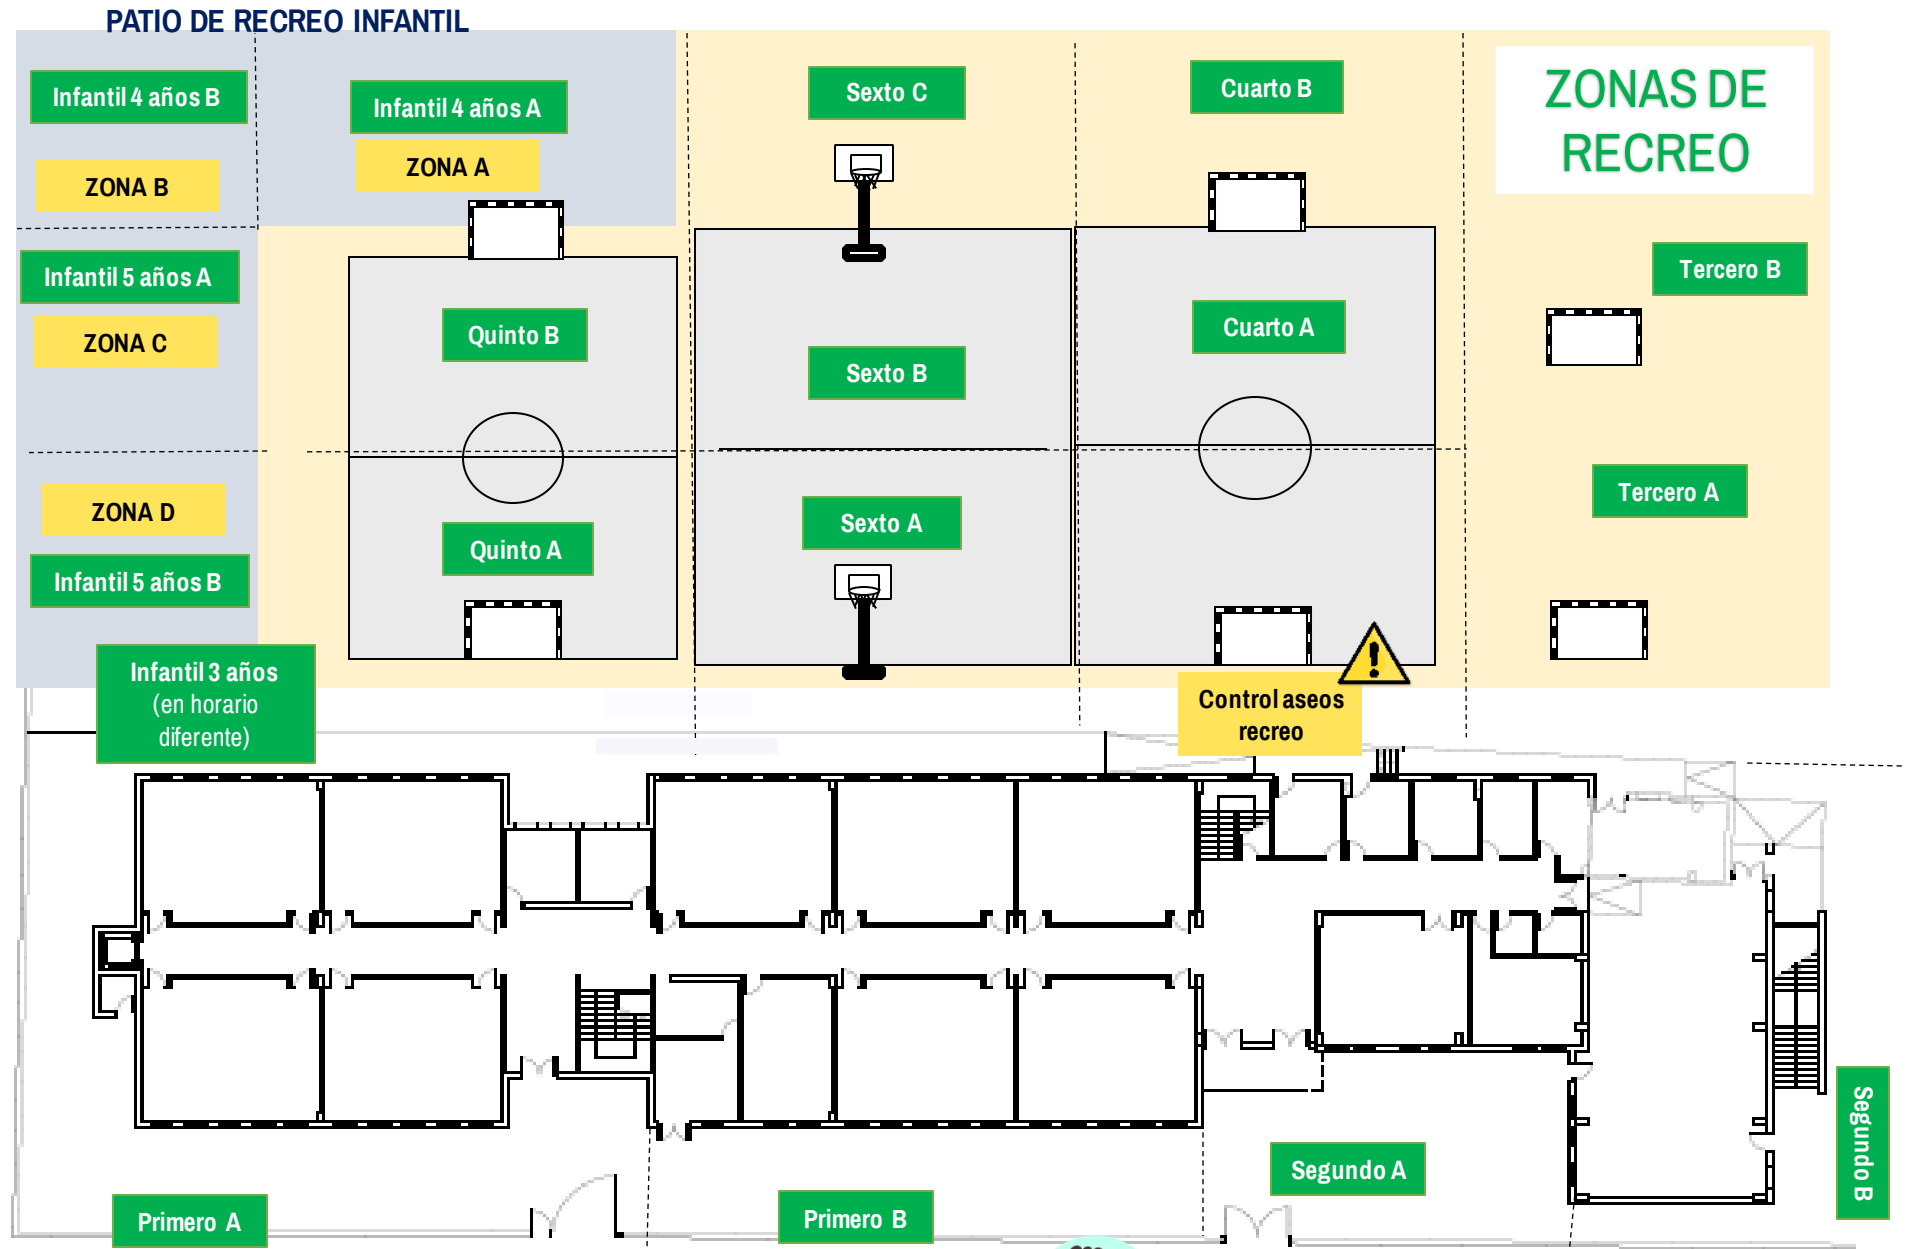 PATIO DE RECREO INFANTIL
ZONAS DE
RECREO
Infantil 4 años B
ZONA B
Infantil 4 años A
ZONA A
Sexto C
Cuarto B
Infantil 5 años A
ZONA C
Quinto B
Sexto B
Cuarto A
Tercero B
ZONA D
Infantil 5 años B
Quinto A
Sexto A
Tercero A
Infantil 3 años
(en horario
diferente)
Control aseos
recreo
Primero A
Primero B
Segundo A
Segundo B